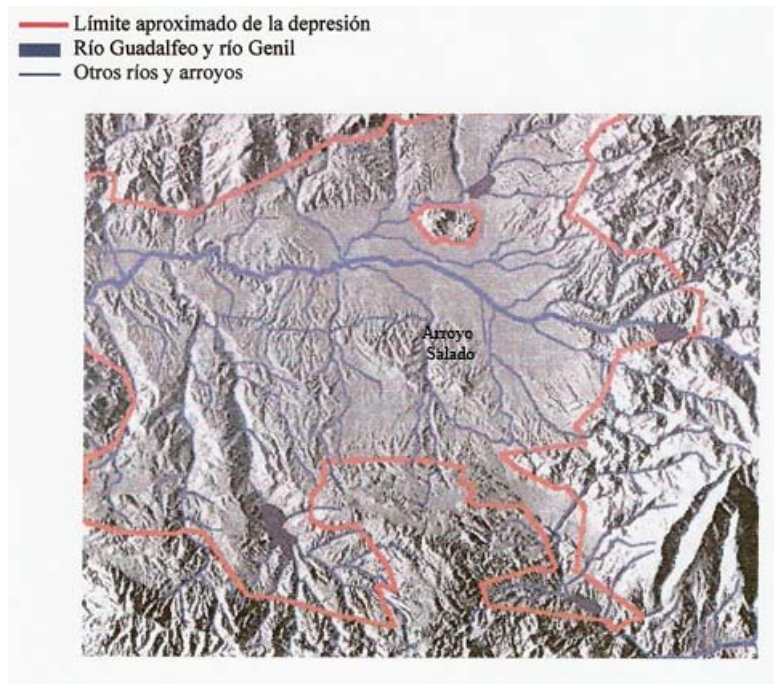 Límite aproximado de la depresión
Río Guadalfeo y río Genil
Otros ríos y arroyos
Arroyo
Salado